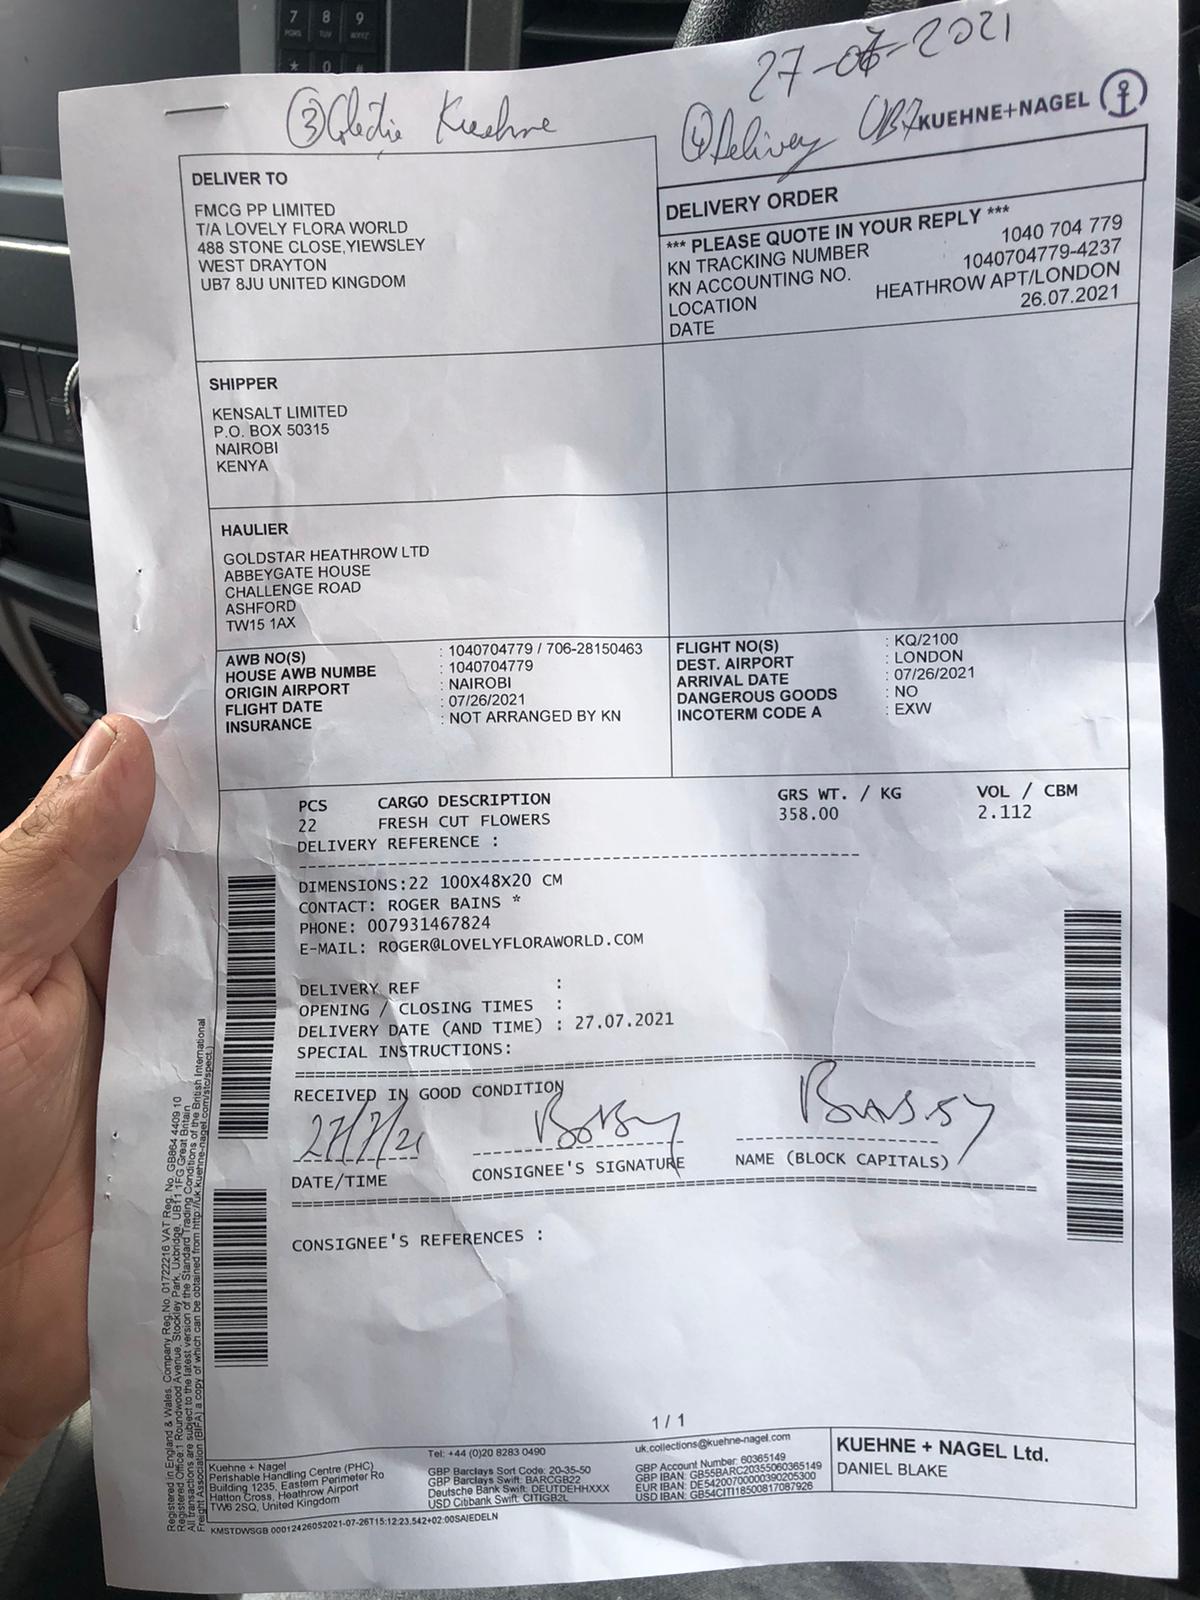 7 8 9
PQRS TUV WXYZ
* 0 #
27-07-2021
③ Collectie Kuehne
④ Delivery UB7
KUEHNE+NAGEL
DELIVER TO
FMCG PP LIMITED
T/A LOVELY FLORA WORLD
488 STONE CLOSE,YIEWSLEY
WEST DRAYTON
UB7 8JU UNITED KINGDOM
DELIVERY ORDER
*** PLEASE QUOTE IN YOUR REPLY ***
KN TRACKING NUMBER 1040 704 779
KN ACCOUNTING NO. 1040704779-4237
LOCATION HEATHROW APT/LONDON
DATE 26.07.2021
SHIPPER
KENSALT LIMITED
P.O. BOX 50315
NAIROBI
KENYA
HAULIER
GOLDSTAR HEATHROW LTD
ABBEYGATE HOUSE
CHALLENGE ROAD
ASHFORD
TW15 1AX
AWB NO(S) : 1040704779 / 706-28150463
HOUSE AWB NUMBE : 1040704779
ORIGIN AIRPORT : NAIROBI
FLIGHT DATE : 07/26/2021
INSURANCE : NOT ARRANGED BY KN
FLIGHT NO(S) : KQ/2100
DEST. AIRPORT : LONDON
ARRIVAL DATE : 07/26/2021
DANGEROUS GOODS : NO
INCOTERM CODE A : EXW
PCS CARGO DESCRIPTION GRS WT. / KG VOL / CBM
22 FRESH CUT FLOWERS 358.00 2.112
DELIVERY REFERENCE :
DIMENSIONS:22 100X48X20 CM
CONTACT: ROGER BAINS *
PHONE: 007931467824
E-MAIL: ROGER@LOVELYFLORAWORLD.COM
DELIVERY REF :
OPENING / CLOSING TIMES :
DELIVERY DATE (AND TIME) : 27.07.2021
SPECIAL INSTRUCTIONS:
RECEIVED IN GOOD CONDITION
27/7/21 BOBBY BASSY
DATE/TIME CONSIGNEE'S SIGNATURE NAME (BLOCK CAPITALS)
CONSIGNEE'S REFERENCES :
Registered in England & Wales. Company Reg.No. 01722216 VAT Reg. No. GB864 4409 10
Registered Office:1 Roundwood Avenue, Stockley Park, Uxbridge, UB11 1FG Great Britain
All transactions are subject to the latest version of the Standard Trading Conditions of the British International
Freight Association (BIFA) a copy of which can be obtained from http://uk.kuehne-nagel.com/stc/spect.)
1 / 1
Kuehne + Nagel
Perishable Handling Centre (PHC)
Building 1235, Eastern Perimeter Ro
Hatton Cross, Heathrow Airport
TW6 2SQ, United Kingdom
Tel: +44 (0)20 8283 0490
GBP Barclays Sort Code: 20-35-50
GBP Barclays Swift: BARCGB22
Deutsche Bank Swift: DEUTDEHHXXX
USD Citibank Swift: CITIGB2L
uk.collections@kuehne-nagel.com
GBP Account Number: 60365149
GBP IBAN: GB55BARC20355060365149
EUR IBAN: DE54200700000390205300
USD IBAN: GB54CITI18500817087926
KUEHNE + NAGEL Ltd.
DANIEL BLAKE
KMSTDWSGB 00012426052021-07-26T15:12:23.542+02:00SAIEDELN